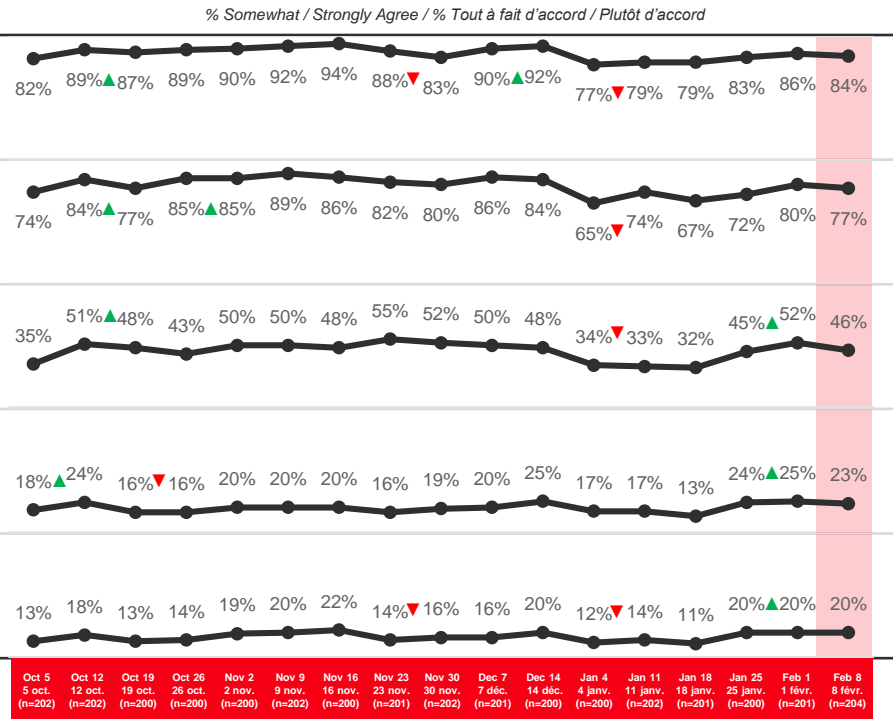 % Somewhat / Strongly Agree / % Tout à fait d’accord / Plutôt d’accord
82% 89%▲87% 89% 90% 92% 94% 88%▼83% 90%▲92% 77%▼79% 79% 83% 86% 84%
74% 84%▲77% 85%▲85% 89% 86% 82% 80% 86% 84% 65%▼74% 67% 72% 80% 77%
35% 51%▲48% 43% 50% 50% 48% 55% 52% 50% 48% 34%▼33% 32% 45%▲52% 46%
18%▲24% 16%▼16% 20% 20% 20% 16% 19% 20% 25% 17% 17% 13% 24%▲25% 23%
13% 18% 13% 14% 19% 20% 22% 14%▼16% 16% 20% 12%▼14% 11% 20%▲20% 20%
Oct 5 Oct 12 Oct 19 Oct 26 Nov 2 Nov 9 Nov 16 Nov 23 Nov 30 Dec 7 Dec 14 Jan 4 Jan 11 Jan 18 Jan 25 Feb 1 Feb 8
5 oct. 12 oct. 19 oct. 26 oct. 2 nov. 9 nov. 16 nov. 23 nov. 30 nov. 7 déc. 14 déc. 4 janv. 11 janv. 18 janv. 25 janv. 1 févr. 8 févr.
(n=202) (n=202) (n=200) (n=200) (n=200) (n=202) (n=200) (n=201) (n=202) (n=201) (n=200) (n=200) (n=202) (n=201) (n=200) (n=201) (n=204)